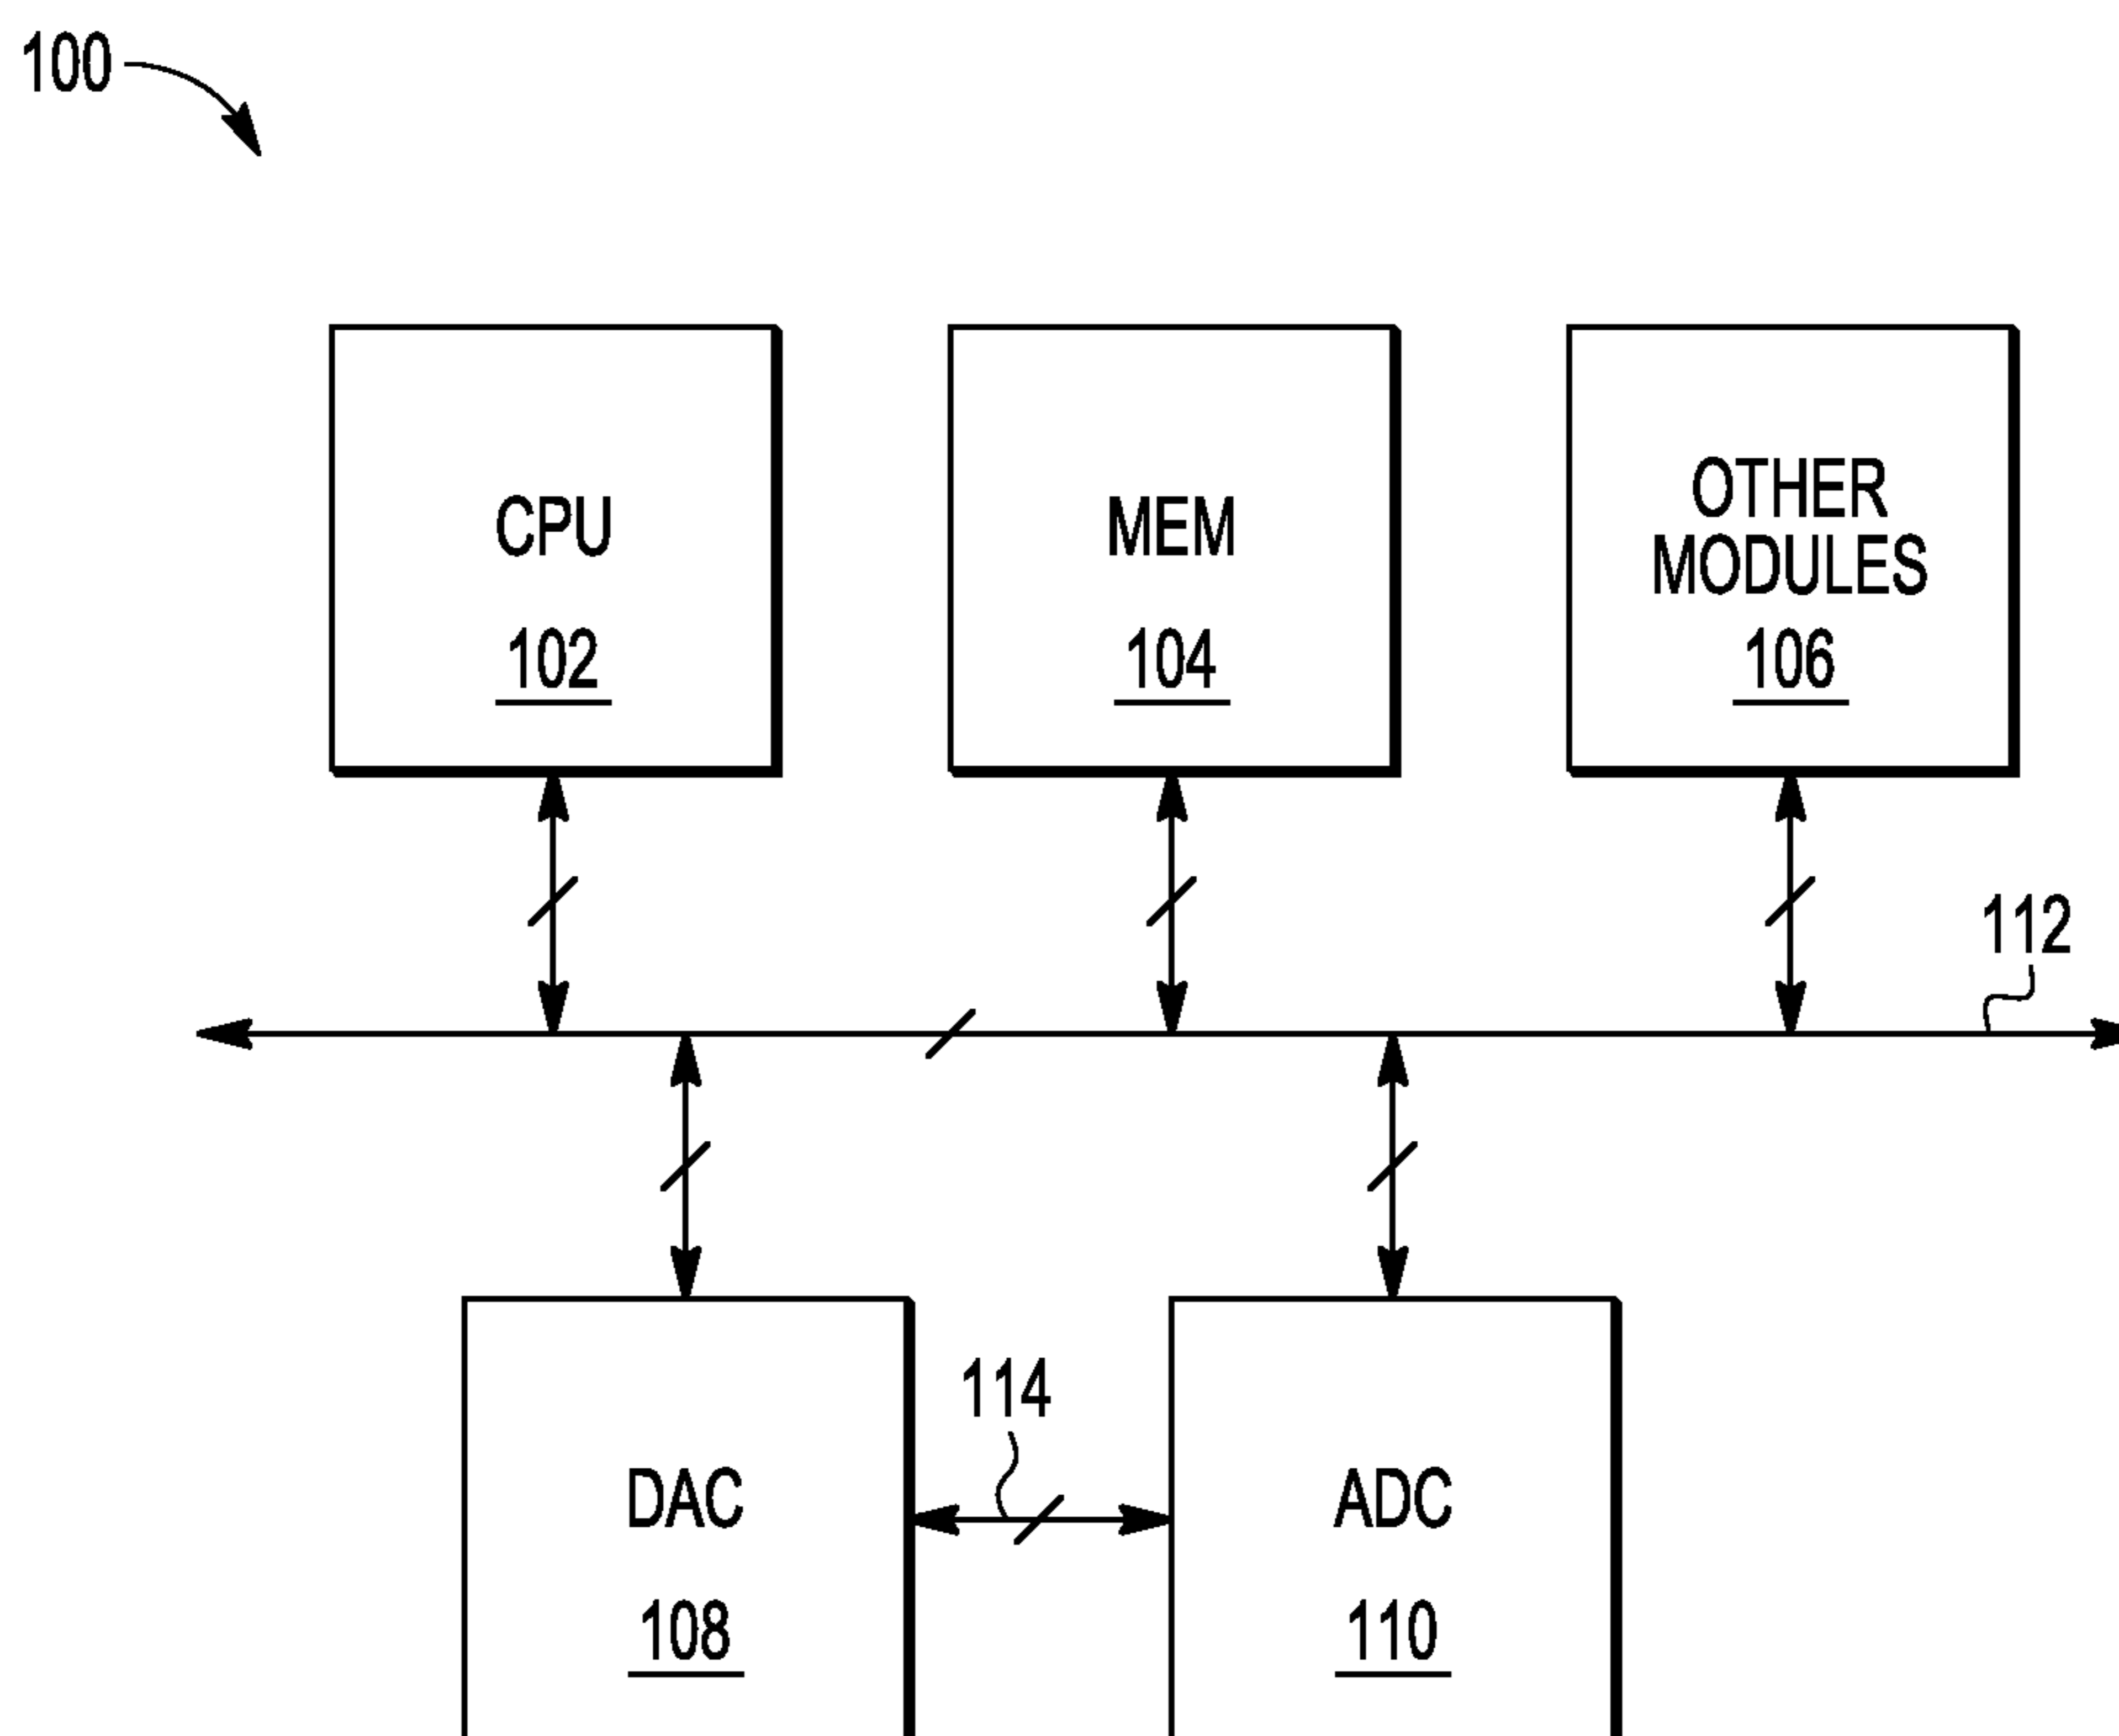 100
CPU
102
MEM
104
OTHER
MODULES
106
112
114
DAC
108
ADC
110